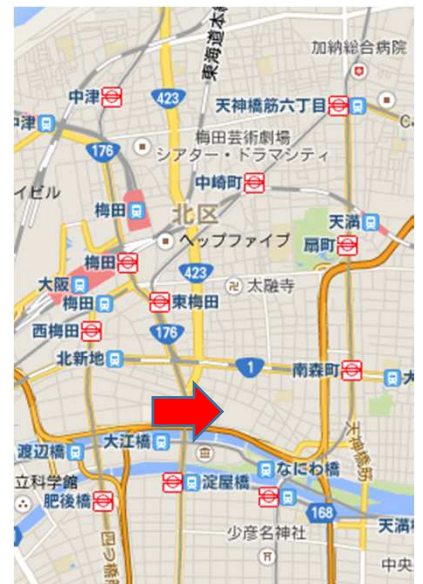 東海道本
加納総合病院
中津
423
天神橋筋六丁目
中津
梅田芸術劇場
シアター・ドラマシティ
176
中崎町
イビル
梅田
北区
天満
扇町
ヘップファイブ
梅田
423
大阪
太融寺
梅田
東梅田
西梅田
176
北新地
1
南森町
大
大江橋
渡辺橋
天神橋筋
なにわ橋
立科学館
淀屋橋
肥後橋
168
少彦名神社
天満
四つ橋
中央